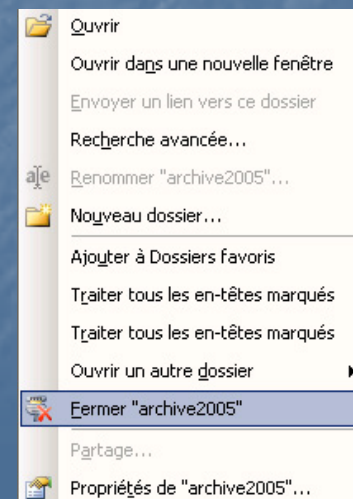 Ouvrir
Ouvrir dans une nouvelle fenêtre
Envoyer un lien vers ce dossier
Recherche avancée...
a|e Renommer "archive2005"...
Nouveau dossier...
Ajouter à Dossiers favoris
Traiter tous les en-têtes marqués
Traiter tous les en-têtes marqués
Ouvrir un autre dossier
Fermer "archive2005"
Partage...
Propriétés de "archive2005"...